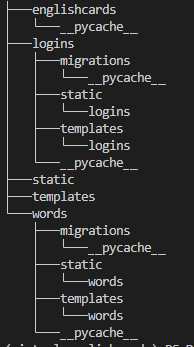 ├───englishcards
│   └───__pycache__
├───logins
│   ├───migrations
│   │   └───__pycache__
│   ├───static
│   │   └───logins
│   ├───templates
│   │   └───logins
│   └───__pycache__
├───static
├───templates
└───words
    ├───migrations
    │   └───__pycache__
    ├───static
    │   └───words
    ├───templates
    │   └───words
    └───__pycache__